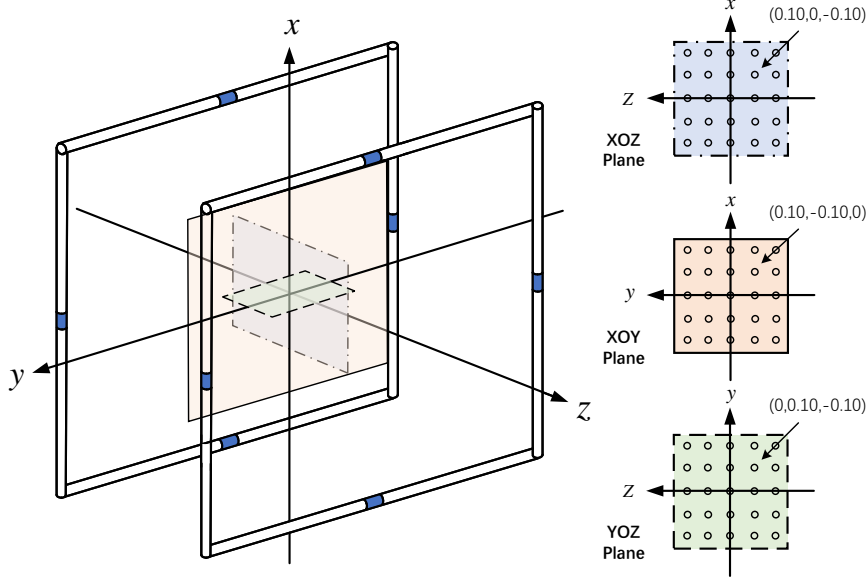 x
y
z
x
(0.10,0,-0.10)
Z
XOZ
Plane
x
(0.10,-0.10,0)
y
XOY
Plane
y
(0,0.10,-0.10)
Z
YOZ
Plane